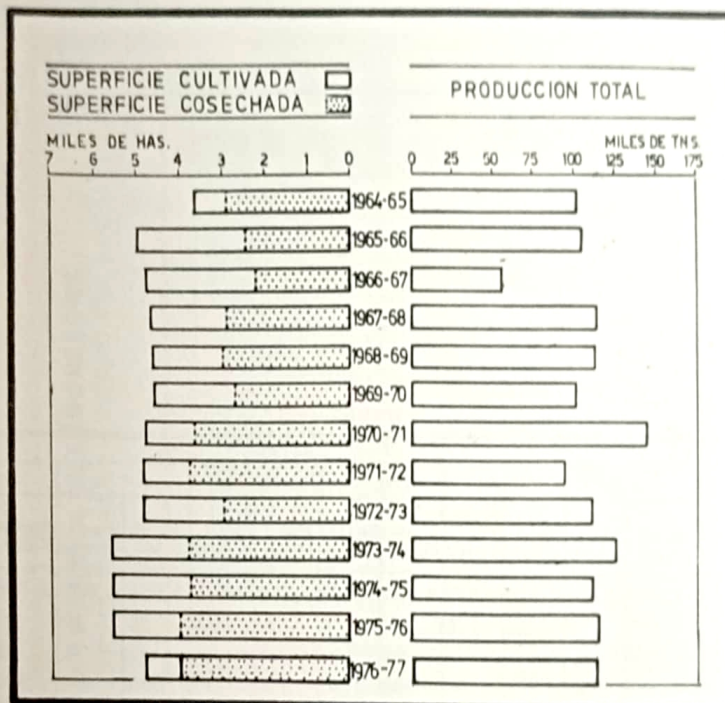 SUPERFICIE CULTIVADA
SUPERFICIE COSECHADA
PRODUCCION TOTAL
MILES DE HAS.
MILES DE TNS
7 6 5 4 3 2 1 0
0 25 50 75 100 125 150 175
1964-65
1965-66
1966-67
1967-68
1968-69
1969-70
1970-71
1971-72
1972-73
1973-74
1974-75
1975-76
1976-77